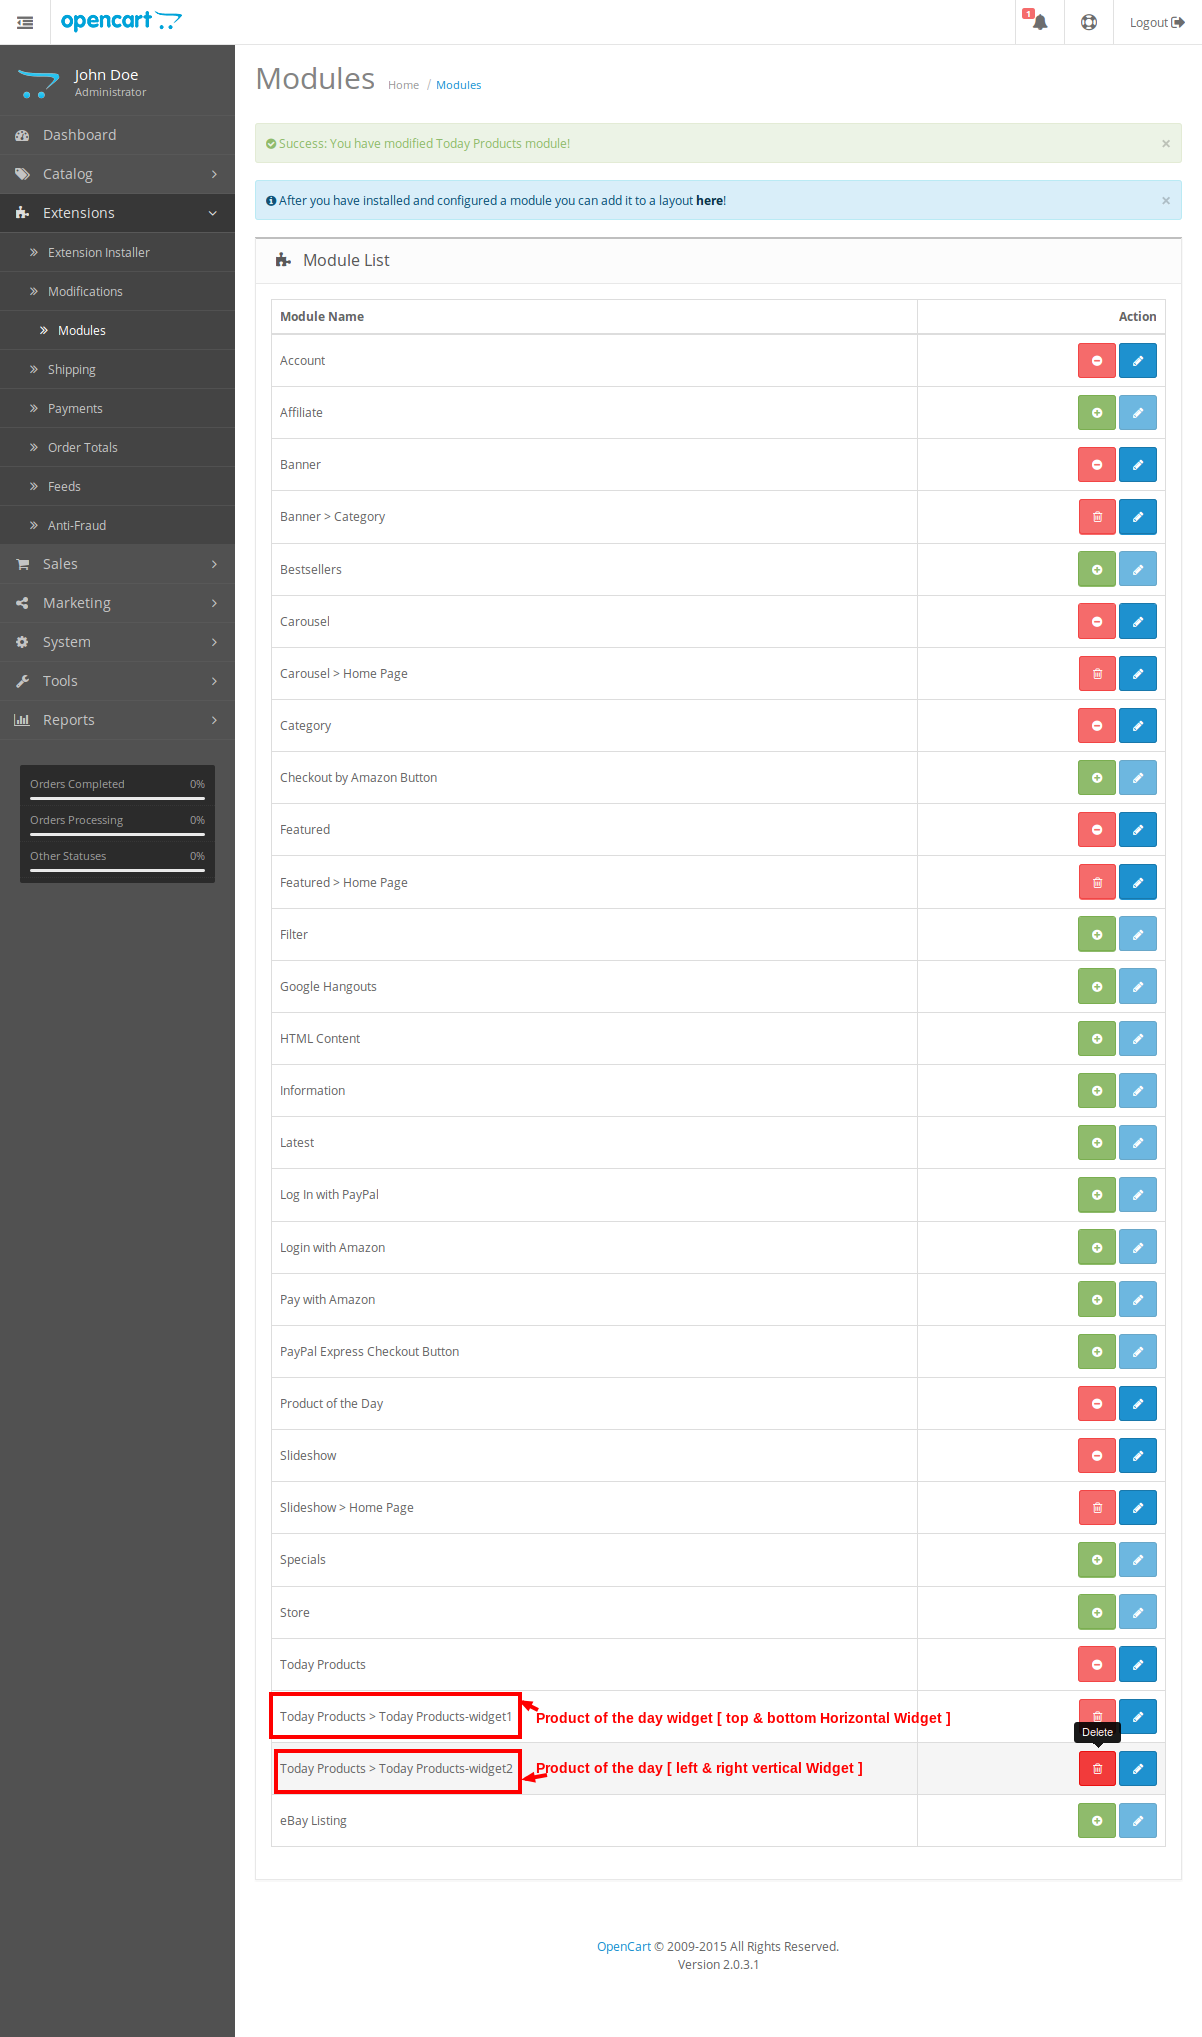 opencart
1
Logout
John Doe
Administrator
Dashboard
Catalog
Extensions
Extension Installer
Modifications
Modules
Shipping
Payments
Order Totals
Feeds
Anti-Fraud
Sales
Marketing
System
Tools
Reports
Orders Completed 0%
Orders Processing 0%
Other Statuses 0%
Modules Home / Modules
Success: You have modified Today Products module! ×
After you have installed and configured a module you can add it to a layout here! ×
Module List
Module Name Action
Account
Affiliate
Banner
Banner > Category
Bestsellers
Carousel
Carousel > Home Page
Category
Checkout by Amazon Button
Featured
Featured > Home Page
Filter
Google Hangouts
HTML Content
Information
Latest
Log In with PayPal
Login with Amazon
Pay with Amazon
PayPal Express Checkout Button
Product of the Day
Slideshow
Slideshow > Home Page
Specials
Store
Today Products
Today Products > Today Products-widget1 Product of the day widget [ top & bottom Horizontal Widget ]
Delete
Today Products > Today Products-widget2 Product of the day [ left & right vertical Widget ]
eBay Listing
OpenCart © 2009-2015 All Rights Reserved.
Version 2.0.3.1